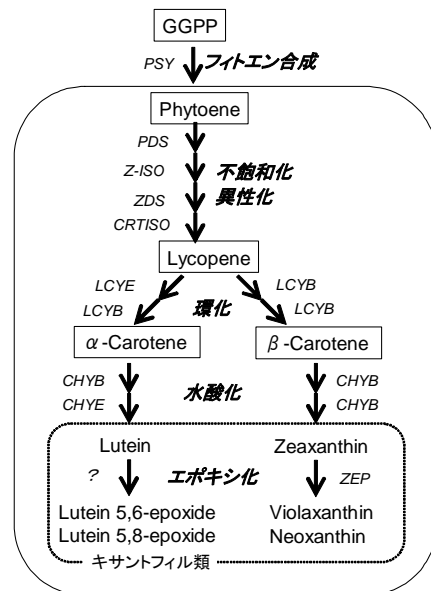 GGPP
PSY フィトエン合成
Phytoene
PDS
Z-ISO 不飽和化
ZDS 異性化
CRTISO
Lycopene
LCYE LCYB
LCYB 環化 LCYB
α-Carotene β-Carotene
CHYB 水酸化 CHYB
CHYE CHYB
Lutein Zeaxanthin
? エポキシ化 ZEP
Lutein 5,6-epoxide Violaxanthin
Lutein 5,8-epoxide Neoxanthin
キサントフィル類